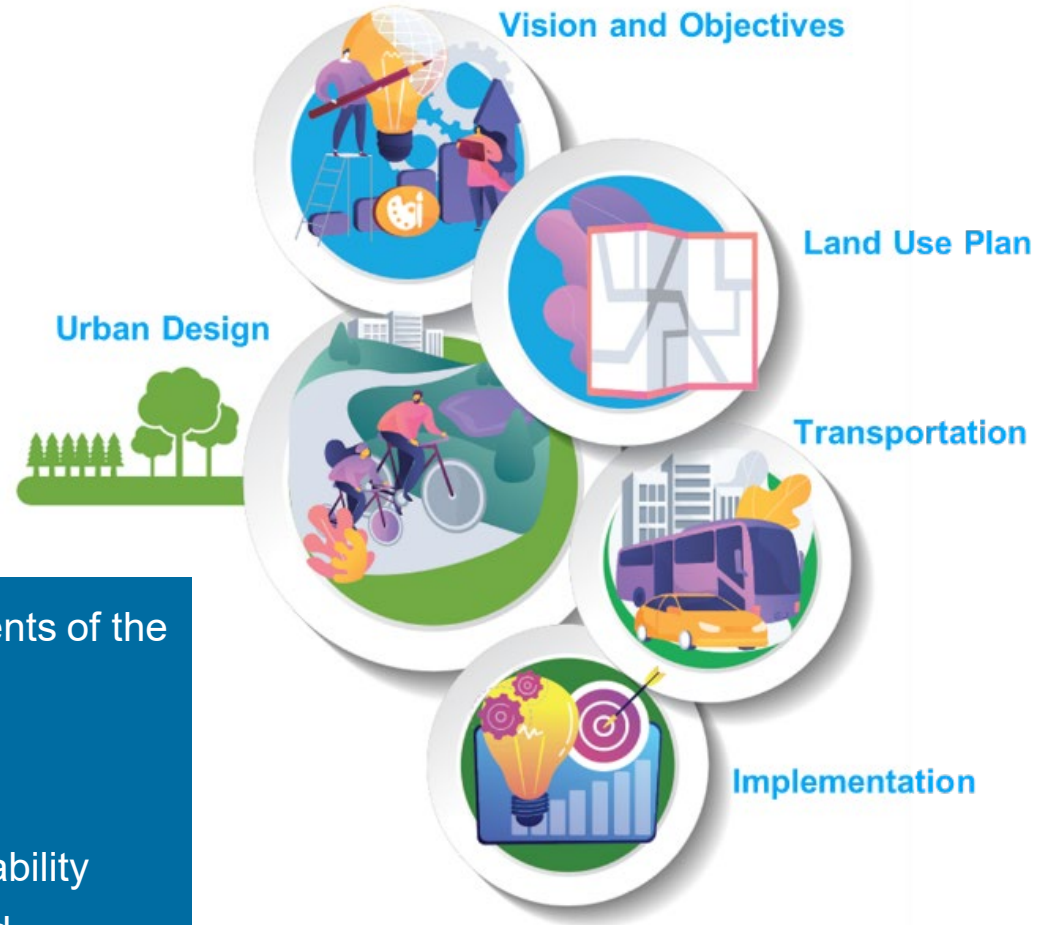 Vision and Objectives
Land Use Plan
Urban Design
Transportation
ents of the
Implementation
ability